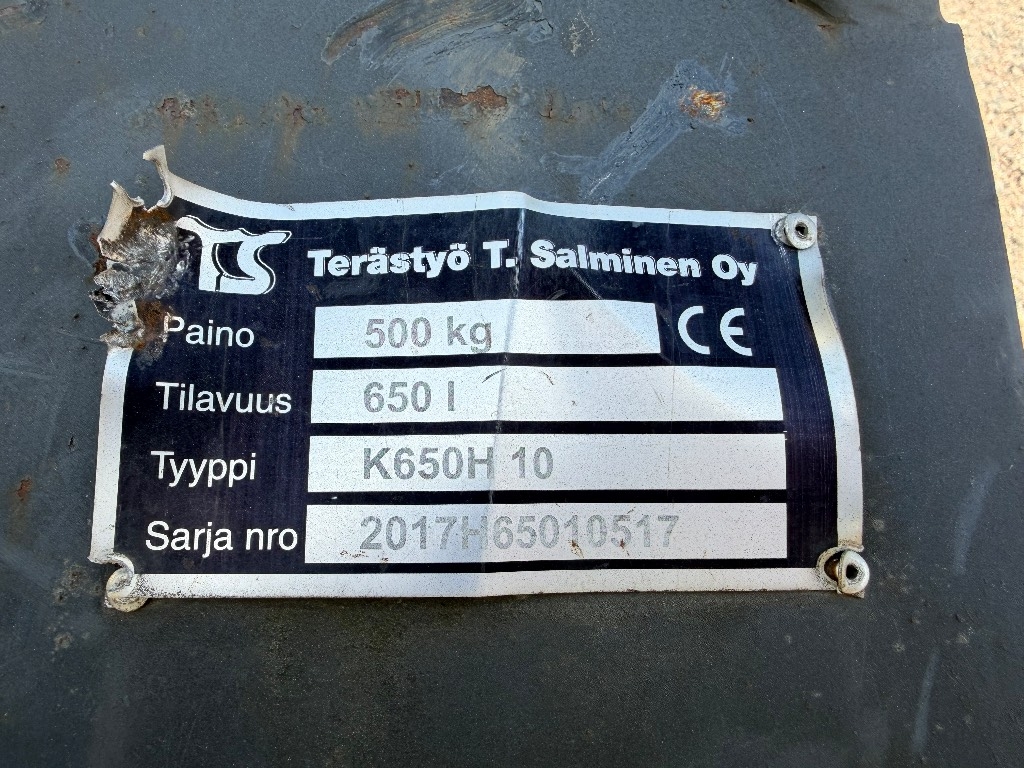 TS Terästyö T. Salminen Oy
Paino 500 kg CE
Tilavuus 650 l
Tyyppi K650H 10
Sarja nro 2017H65010517